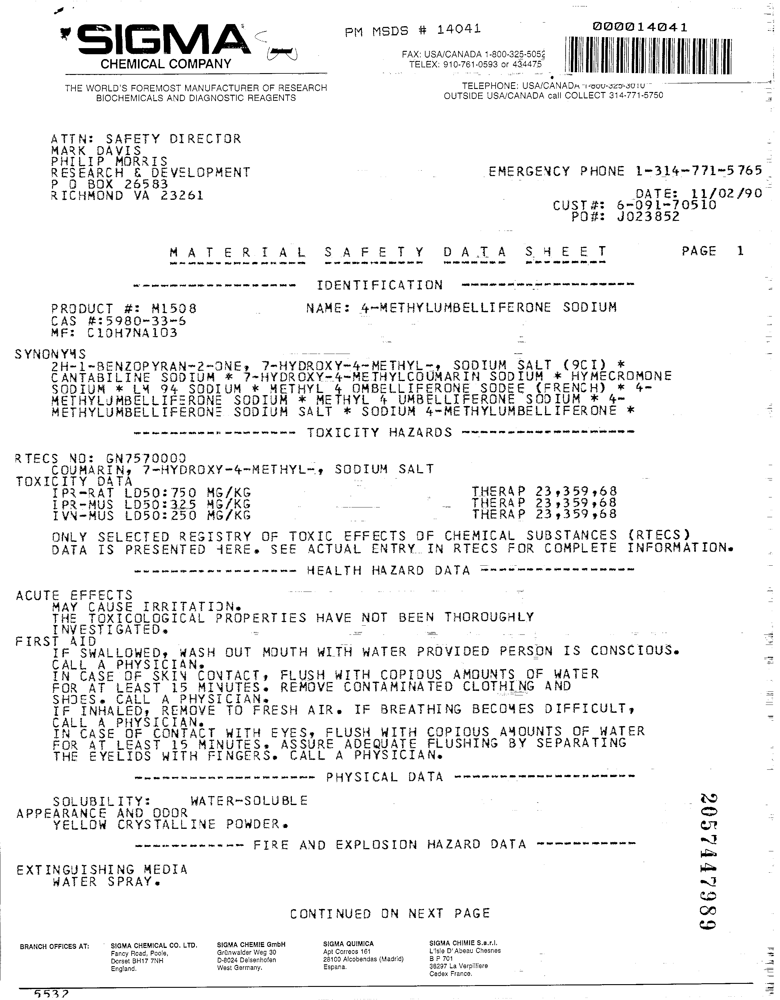 SIGMA
CHEMICAL COMPANY
THE WORLD'S FOREMOST MANUFACTURER OF RESEARCH
BIOCHEMICALS AND DIAGNOSTIC REAGENTS
PM MSDS # 14041
000014041
FAX: USA/CANADA 1-800-325-5052
TELEX: 910-761-0593 or 434475
TELEPHONE: USA/CANADA 1-800-325-3010
OUTSIDE USA/CANADA call COLLECT 314-771-5750
ATTN: SAFETY DIRECTOR
MARK DAVIS
PHILIP MORRIS
RESEARCH & DEVELOPMENT
P O BOX 26583
RICHMOND VA 23261
EMERGENCY PHONE 1-314-771-5765
DATE: 11/02/90
CUST#: 6-091-70510
PO#: J023852
MATERIAL SAFETY DATA SHEET PAGE 1
------------------ IDENTIFICATION -------------------
PRODUCT #: M1508 NAME: 4-METHYLUMBELLIFERONE SODIUM
CAS #:5980-33-6
MF: C10H7NA1O3
SYNONYMS
2H-1-BENZOPYRAN-2-ONE, 7-HYDROXY-4-METHYL-, SODIUM SALT (9CI) *
CANTABILINE SODIUM * 7-HYDROXY-4-METHYLCOUMARIN SODIUM * HYMECROMONE
SODIUM * LM 94 SODIUM * METHYL 4 OMBELLIFERONE SODEE (FRENCH) * 4-
METHYLUMBELLIFERONE SODIUM * METHYL 4 UMBELLIFERONE SODIUM * 4-
METHYLUMBELLIFERONE SODIUM SALT * SODIUM 4-METHYLUMBELLIFERONE *
------------------ TOXICITY HAZARDS -------------------
RTECS NO: GN7570000
COUMARIN, 7-HYDROXY-4-METHYL-, SODIUM SALT
TOXICITY DATA
IPR-RAT LD50:750 MG/KG THERAP 23,359,68
IPR-MUS LD50:325 MG/KG THERAP 23,359,68
IVN-MUS LD50:250 MG/KG THERAP 23,359,68
ONLY SELECTED REGISTRY OF TOXIC EFFECTS OF CHEMICAL SUBSTANCES (RTECS)
DATA IS PRESENTED HERE. SEE ACTUAL ENTRY IN RTECS FOR COMPLETE INFORMATION.
------------------ HEALTH HAZARD DATA -----------------
ACUTE EFFECTS
MAY CAUSE IRRITATION.
THE TOXICOLOGICAL PROPERTIES HAVE NOT BEEN THOROUGHLY
INVESTIGATED.
FIRST AID
IF SWALLOWED, WASH OUT MOUTH WITH WATER PROVIDED PERSON IS CONSCIOUS.
CALL A PHYSICIAN.
IN CASE OF SKIN CONTACT, FLUSH WITH COPIOUS AMOUNTS OF WATER
FOR AT LEAST 15 MINUTES. REMOVE CONTAMINATED CLOTHING AND
SHOES. CALL A PHYSICIAN.
IF INHALED, REMOVE TO FRESH AIR. IF BREATHING BECOMES DIFFICULT,
CALL A PHYSICIAN.
IN CASE OF CONTACT WITH EYES, FLUSH WITH COPIOUS AMOUNTS OF WATER
FOR AT LEAST 15 MINUTES. ASSURE ADEQUATE FLUSHING BY SEPARATING
THE EYELIDS WITH FINGERS. CALL A PHYSICIAN.
-------------------- PHYSICAL DATA --------------------
SOLUBILITY: WATER-SOLUBLE
APPEARANCE AND ODOR
YELLOW CRYSTALLINE POWDER.
------------ FIRE AND EXPLOSION HAZARD DATA -----------
EXTINGUISHING MEDIA
WATER SPRAY.
CONTINUED ON NEXT PAGE
2057447989
BRANCH OFFICES AT:
SIGMA CHEMICAL CO. LTD.
Fancy Road, Poole,
Dorset BH17 7NH
England.
SIGMA CHEMIE GmbH
Grünwalder Weg 30
D-8024 Deisenhofen
West Germany.
SIGMA QUIMICA
Apt Correos 161
28100 Alcobendas (Madrid)
Espana.
SIGMA CHIMIE S.a.r.l.
L'Isle D'Abeau Chesnes
B P 701
38297 La Verpilliere
Cedex France.
5532